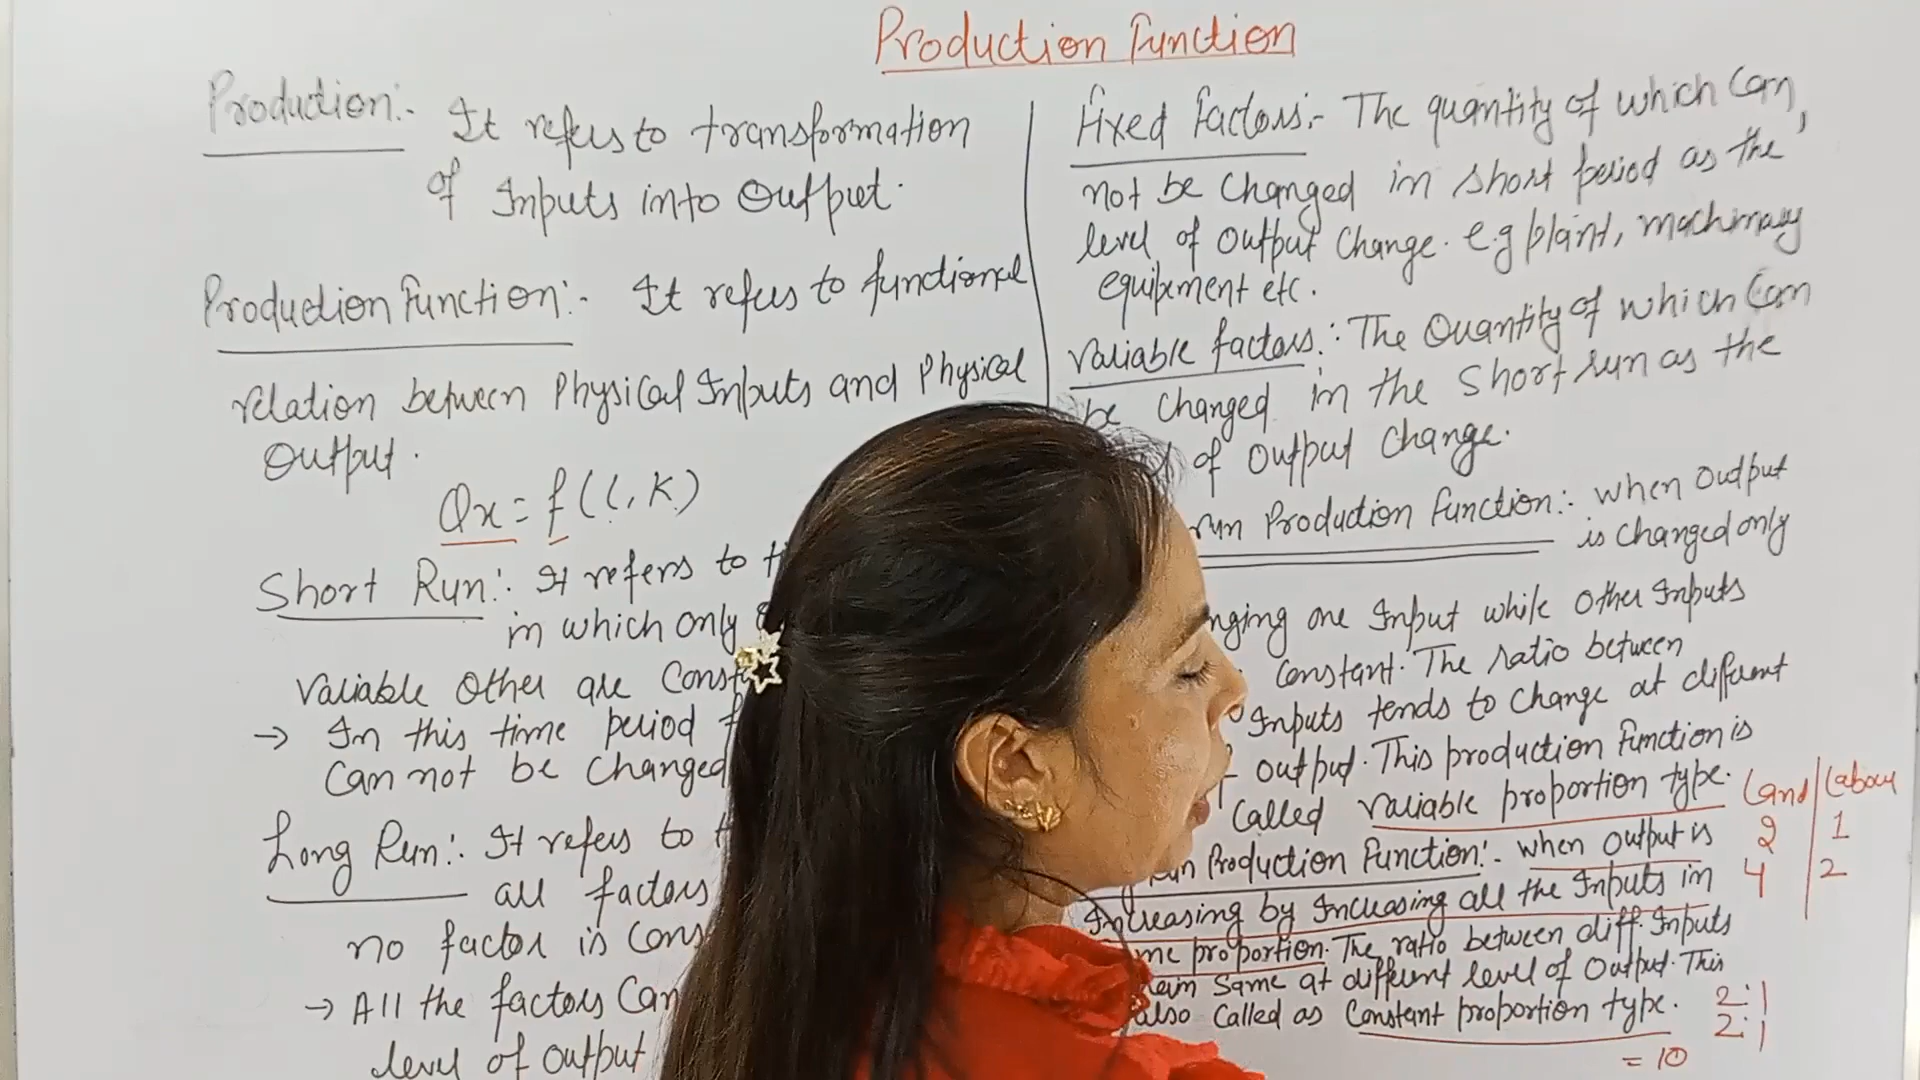 Production Function
Production:- It refers to transformation
of Inputs into Output.
Production Function:- It refers to functional
relation between Physical Inputs and Physical
Output.
Qx = f(L, K)
Short Run:- It refers to
in which only
Variable other are
→ In this time period
Can not be changed
Long Run:- It refers to
all factors
no factor is
→ All the factors Can
level of output
Fixed Factors:- The quantity of which Can,
not be Changed in short period as the
level of output Change. e.g plant, machinary
equipment etc.
Variable factors:- The Quantity of which Can
be Changed in the Short run as the
of Output Change.
run Production Function:- When Output
is changed only
one Input while other Inputs
Constant. The ratio between
Inputs tends to change at different
output. This production Function is
Called Variable proportion type.
Land | Labour
2 | 1
4 | 2
Production Function:- when output is
Increasing by Increasing all the Inputs in
proportion. The ratio between diff. Inputs
Same at different level of Output. This
also Called as Constant proportion type.
2:1
2:1
= 10